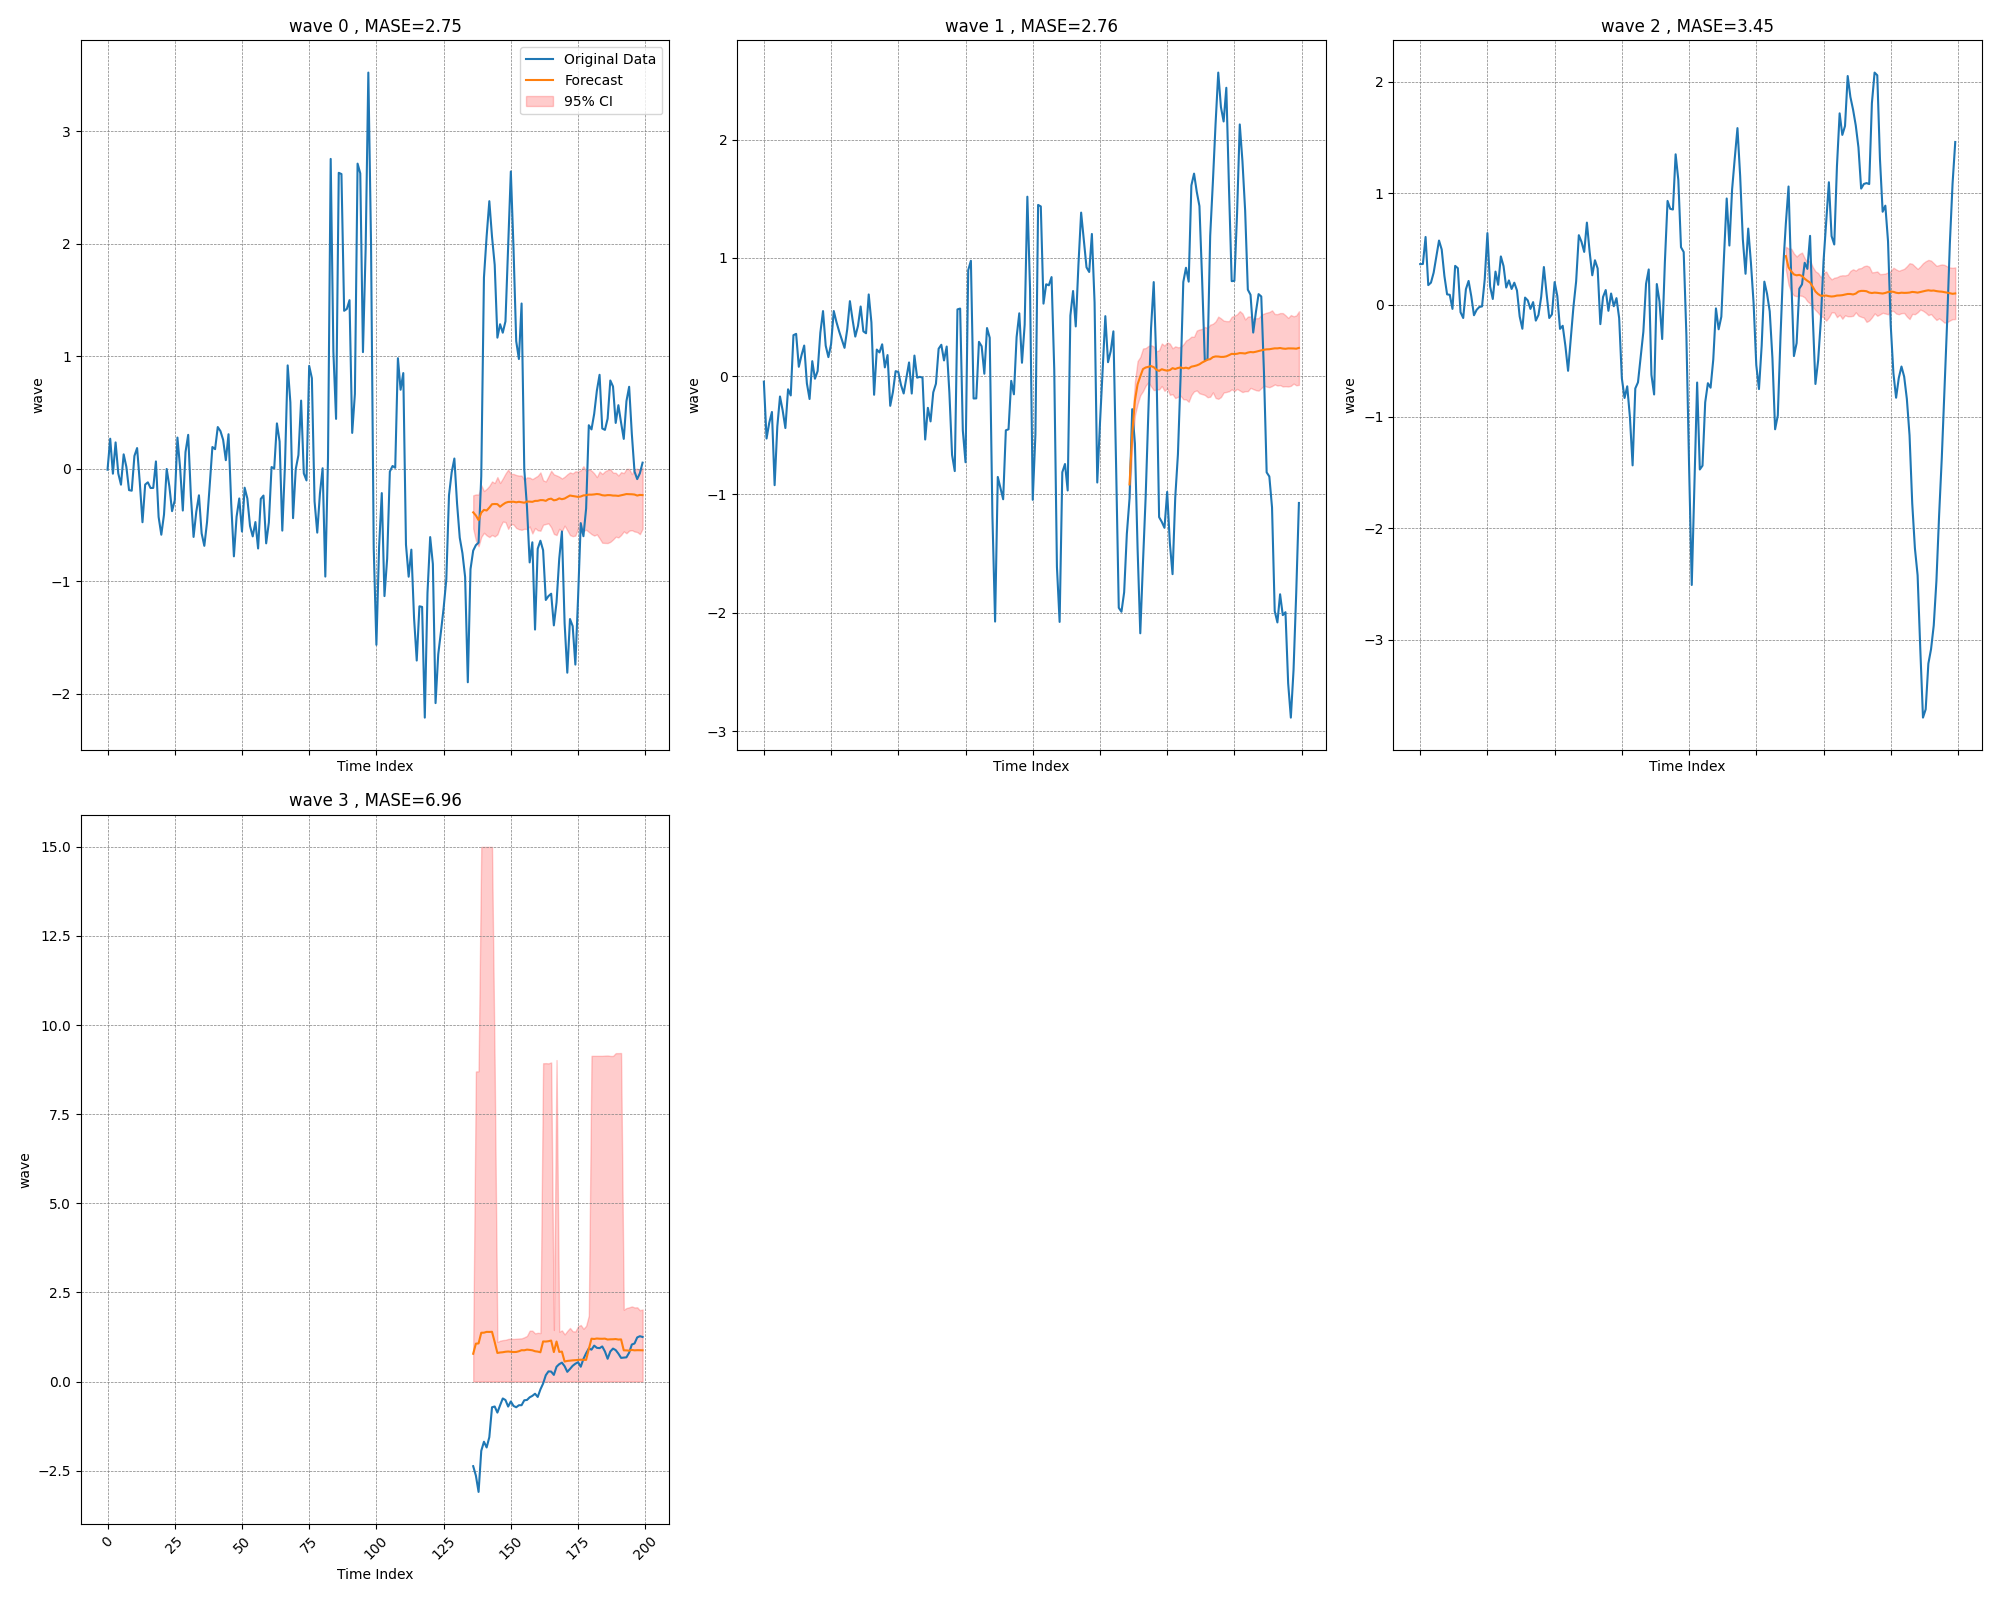 wave 0 , MASE=2.75
wave 1 , MASE=2.76
wave 2 , MASE=3.45
Original Data
Forecast
95% CI
3
2
1
0
−1
−2
wave
Time Index
2
1
0
−1
−2
−3
wave
Time Index
2
1
0
−1
−2
−3
wave
Time Index
wave 3 , MASE=6.96
15.0
12.5
10.0
7.5
5.0
2.5
0.0
−2.5
wave
0 25 50 75 100 125 150 175 200
Time Index